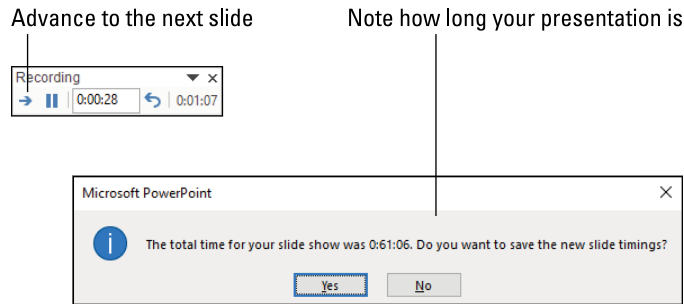 Advance to the next slide
Note how long your presentation is
Recording
0:00:28
0:01:07
Microsoft PowerPoint
The total time for your slide show was 0:61:06. Do you want to save the new slide timings?
Yes
No